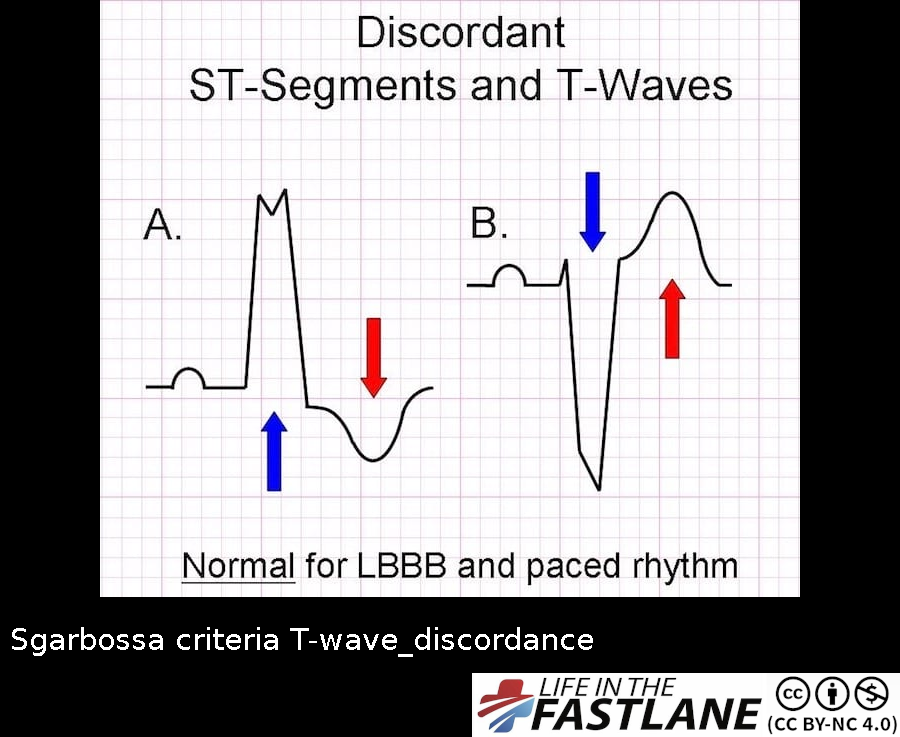 Discordant
ST-Segments and T-Waves
A.
B.
Normal for LBBB and paced rhythm
Sgarbossa criteria T-wave_discordance
LIFE IN THE
FASTLANE
cc
$
(CC BY-NC 4.0)